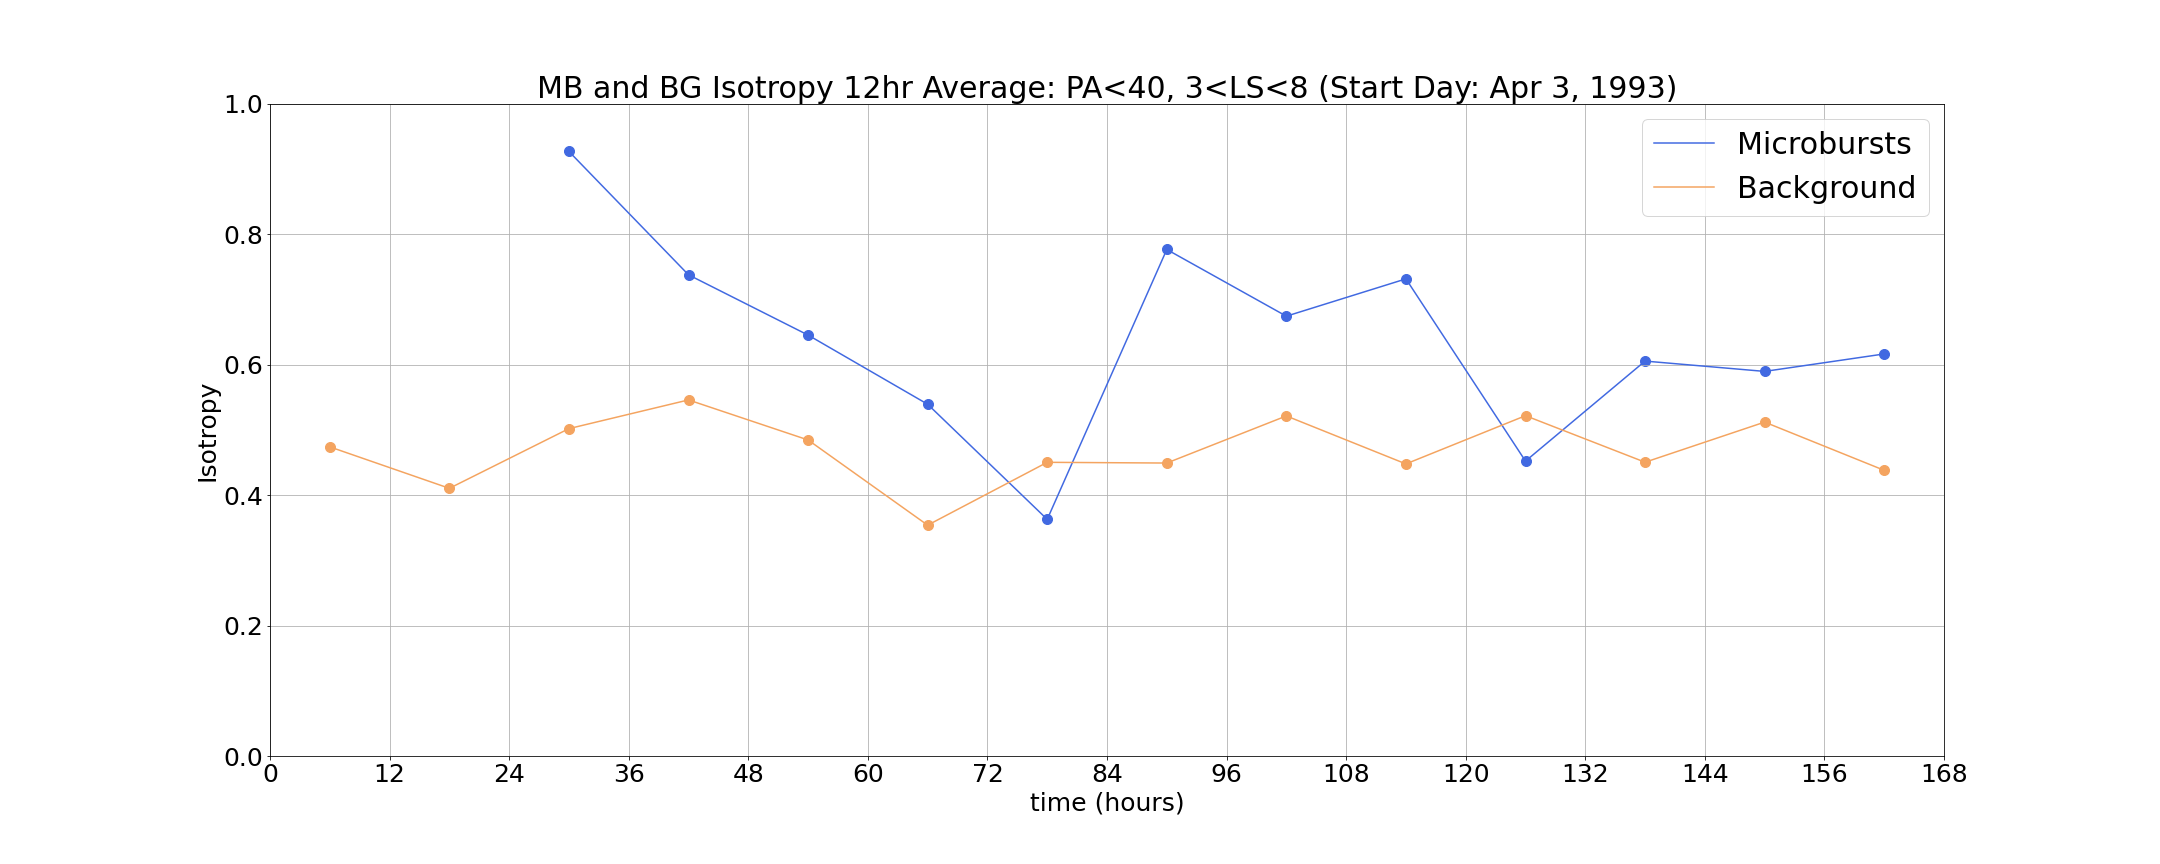 MB and BG Isotropy 12hr Average: PA<40, 3<LS<8 (Start Day: Apr 3, 1993)
1.0
0.8
0.6
0.4
0.2
0.0
Isotropy
Microbursts
Background
0 12 24 36 48 60 72 84 96 108 120 132 144 156 168
time (hours)